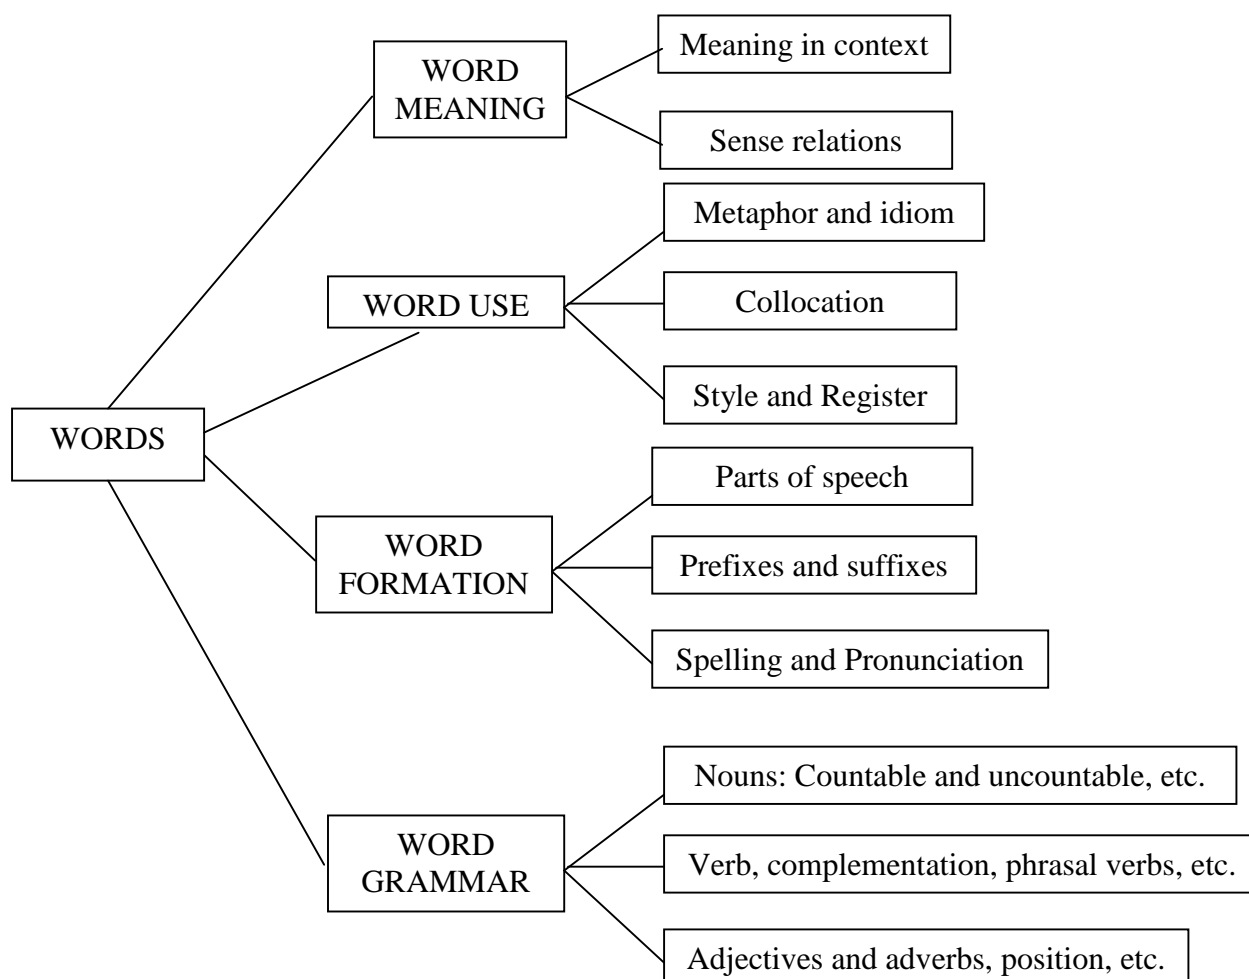 WORDS
WORD
MEANING
Meaning in context
Sense relations
WORD USE
Metaphor and idiom
Collocation
Style and Register
WORD
FORMATION
Parts of speech
Prefixes and suffixes
Spelling and Pronunciation
WORD
GRAMMAR
Nouns: Countable and uncountable, etc.
Verb, complementation, phrasal verbs, etc.
Adjectives and adverbs, position, etc.